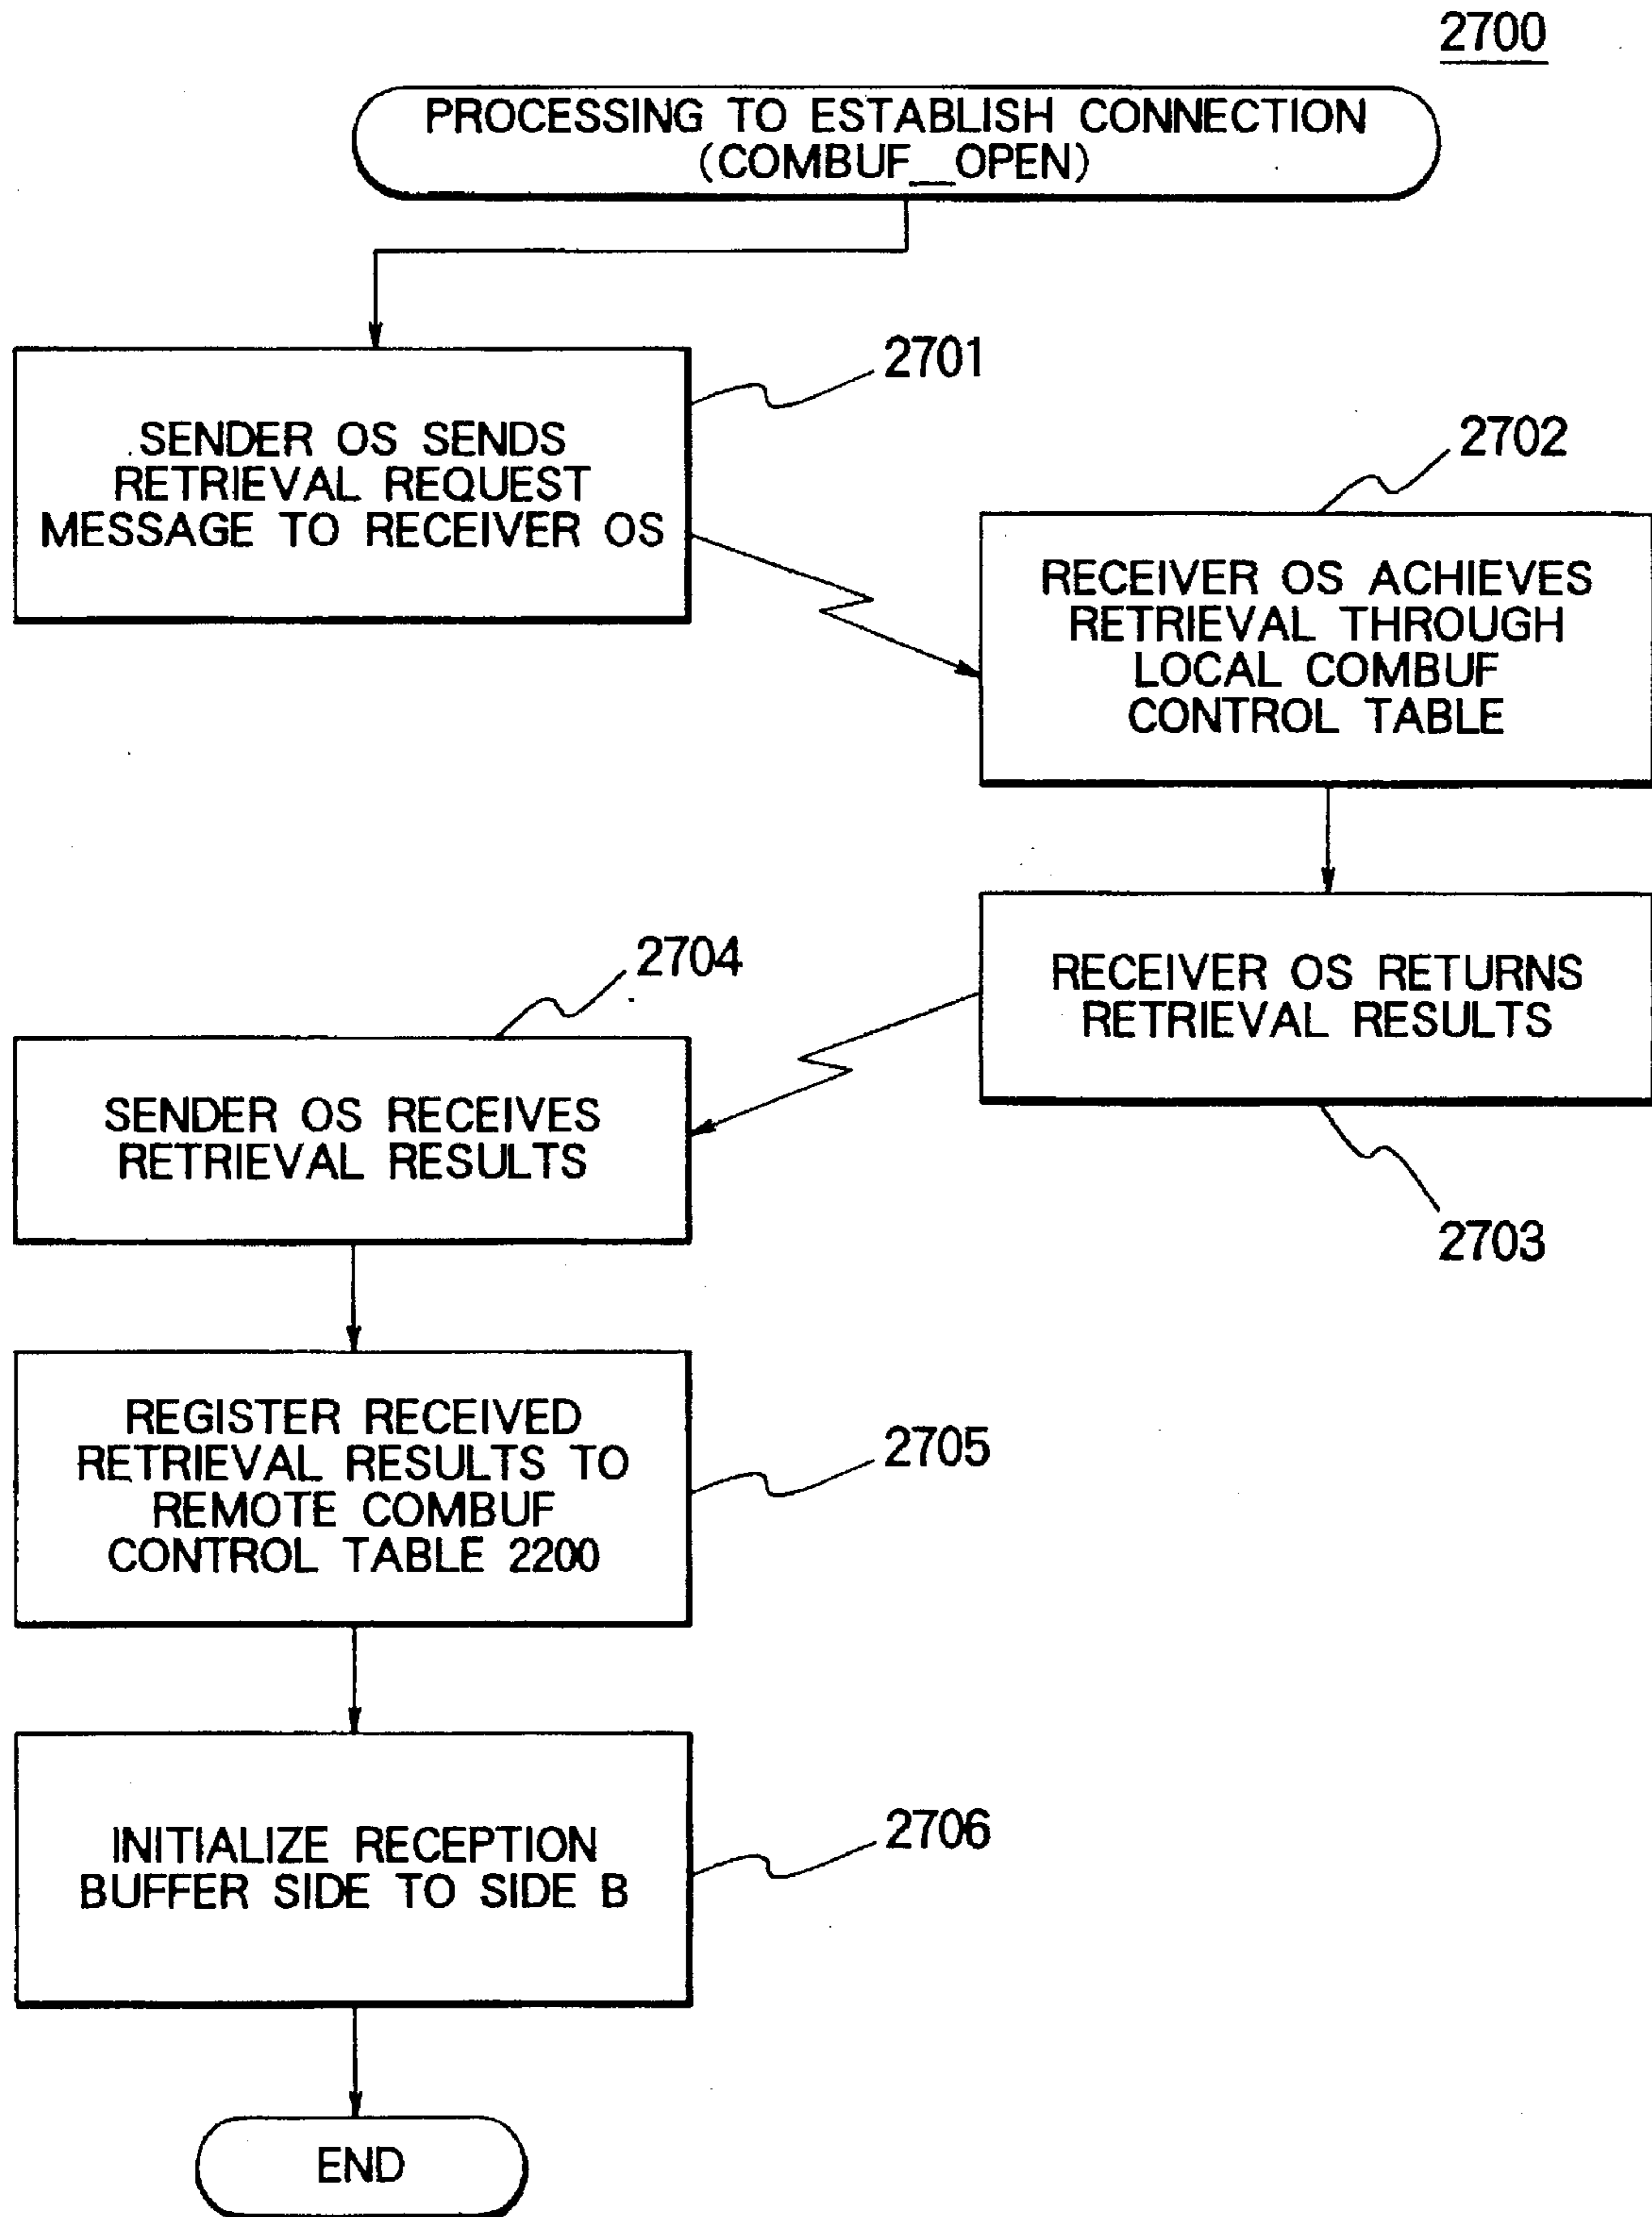 2700
PROCESSING TO ESTABLISH CONNECTION
(COMBUF_OPEN)
2701
SENDER OS SENDS
RETRIEVAL REQUEST
MESSAGE TO RECEIVER OS
2702
RECEIVER OS ACHIEVES
RETRIEVAL THROUGH
LOCAL COMBUF
CONTROL TABLE
RECEIVER OS RETURNS
RETRIEVAL RESULTS
2703
2704
SENDER OS RECEIVES
RETRIEVAL RESULTS
REGISTER RECEIVED
RETRIEVAL RESULTS TO
REMOTE COMBUF
CONTROL TABLE 2200
2705
INITIALIZE RECEPTION
BUFFER SIDE TO SIDE B
2706
END